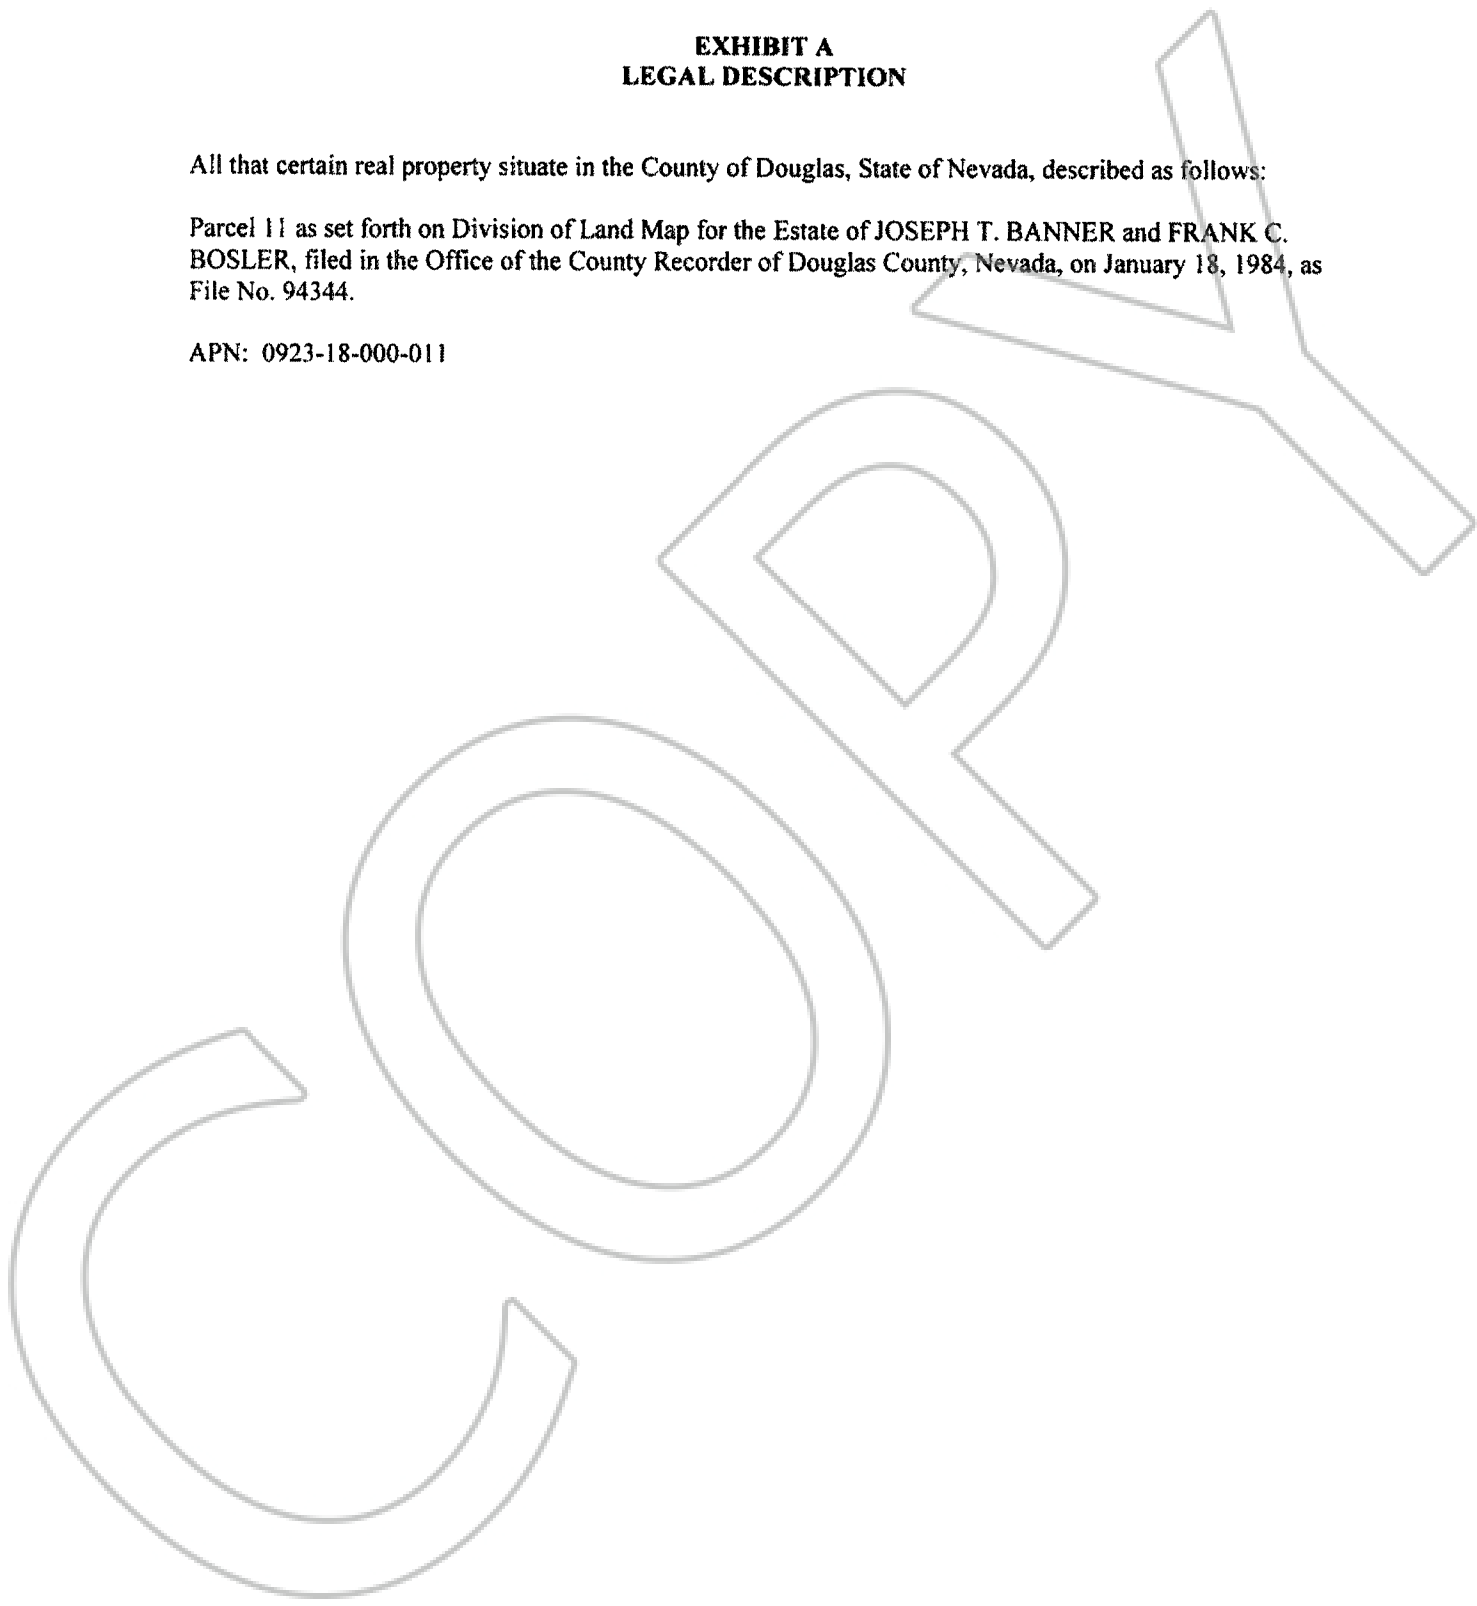 EXHIBIT A
LEGAL DESCRIPTION
All that certain real property situate in the County of Douglas, State of Nevada, described as follows:
Parcel 11 as set forth on Division of Land Map for the Estate of JOSEPH T. BANNER and FRANK C.
BOSLER, filed in the Office of the County Recorder of Douglas County, Nevada, on January 18, 1984, as
File No. 94344.
APN: 0923-18-000-011
COPY